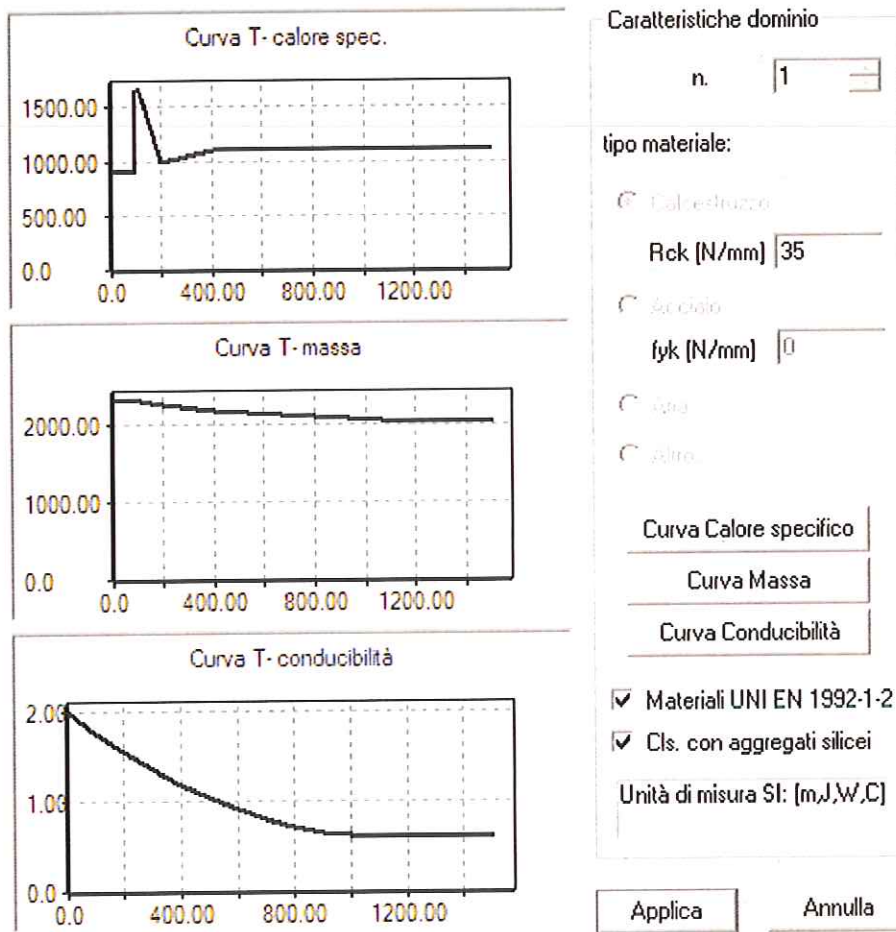 Curva T- calore spec.
1500.00
1000.00
500.00
0.0
0.0 400.00 800.00 1200.00
Curva T- massa
2000.00
1000.00
0.0
0.0 400.00 800.00 1200.00
Curva T- conducibilità
2.00
1.00
0.0
0.0 400.00 800.00 1200.00
Caratteristiche dominio
n. 1
tipo materiale:
Calcestruzzo
Rck [N/mm] 35
Acciaio
fyk [N/mm] 0
Aria
Altro
Curva Calore specifico
Curva Massa
Curva Conducibilità
Materiali UNI EN 1992-1-2
Cls. con aggregati silicei
Unità di misura SI: [m,J,W,C]
Applica Annulla